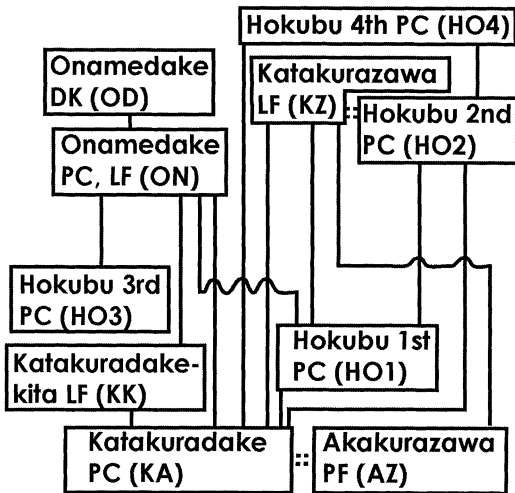 Hokubu 4th PC (HO4)
Onamedake
DK (OD)
Katakurazawa
LF (KZ)
Hokubu 2nd
PC (HO2)
Onamedake
PC, LF (ON)
Hokubu 3rd
PC (HO3)
Hokubu 1st
PC (HO1)
Katakuradake-
kita LF (KK)
Katakuradake
PC (KA)
Akakurazawa
PF (AZ)